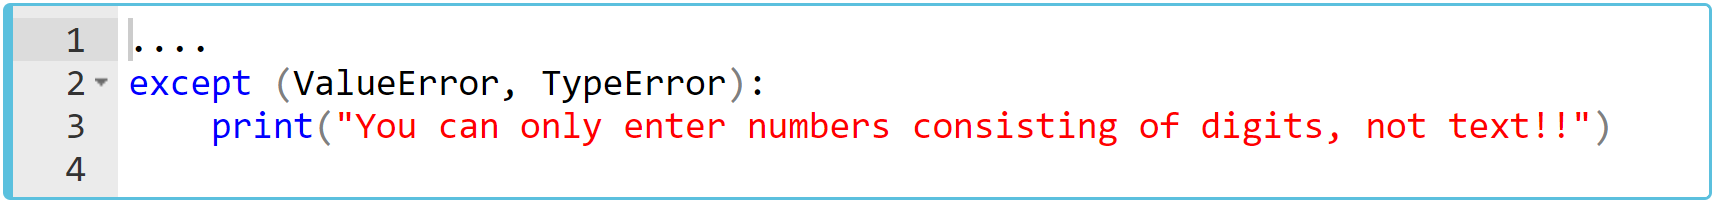 1 ....
2 except (ValueError, TypeError):
3     print("You can only enter numbers consisting of digits, not text!!")
4